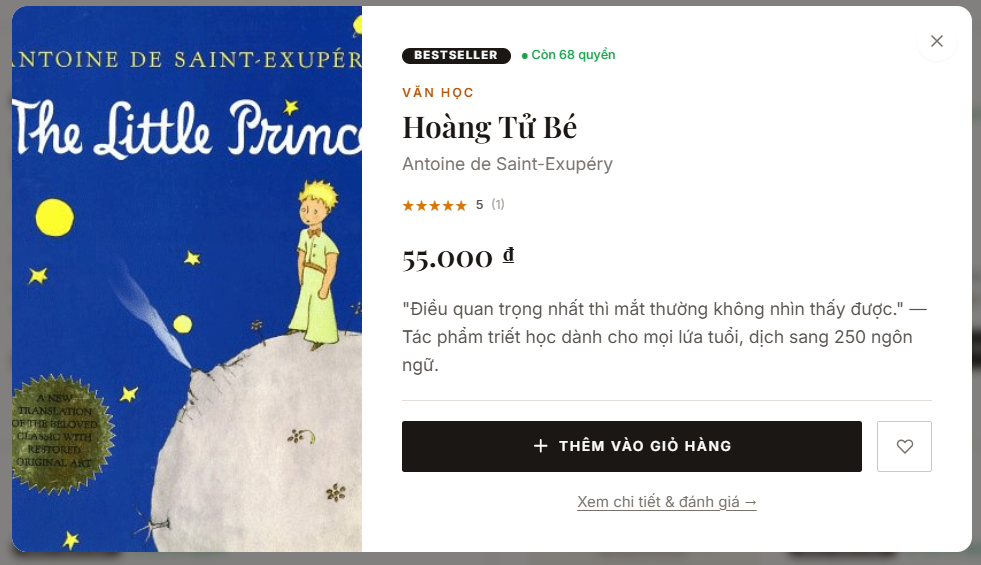 ANTOINE DE SAINT-EXUPÉR
The Little Prince
A NEW
TRANSLATION
OF THE BELOVED
CLASSIC WITH
RESTORED
ORIGINAL ART
BESTSELLER
Còn 68 quyển
VĂN HỌC
Hoàng Tử Bé
Antoine de Saint-Exupéry
★★★★★ 5 (1)
55.000 ₫
"Điều quan trọng nhất thì mắt thường không nhìn thấy được." —
Tác phẩm triết học dành cho mọi lứa tuổi, dịch sang 250 ngôn
ngữ.
+ THÊM VÀO GIỎ HÀNG
Xem chi tiết & đánh giá →